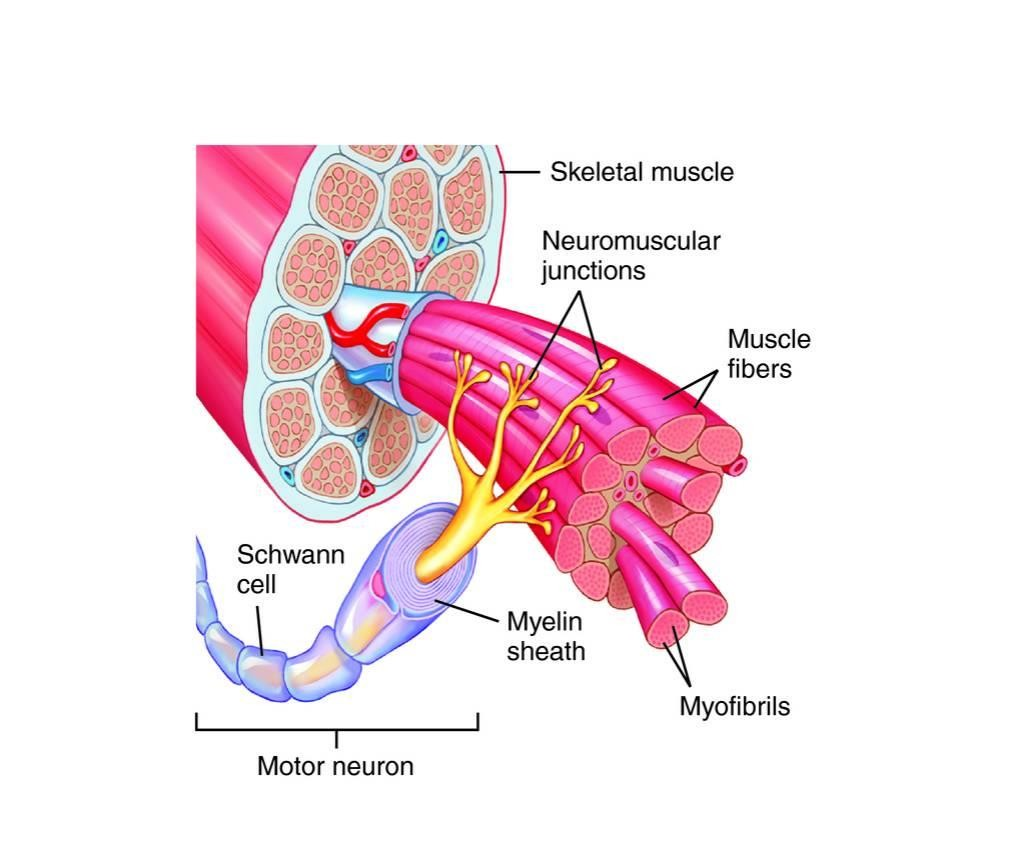 Skeletal muscle
Neuromuscular
junctions
Muscle
fibers
Schwann
cell
Myelin
sheath
Myofibrils
Motor neuron